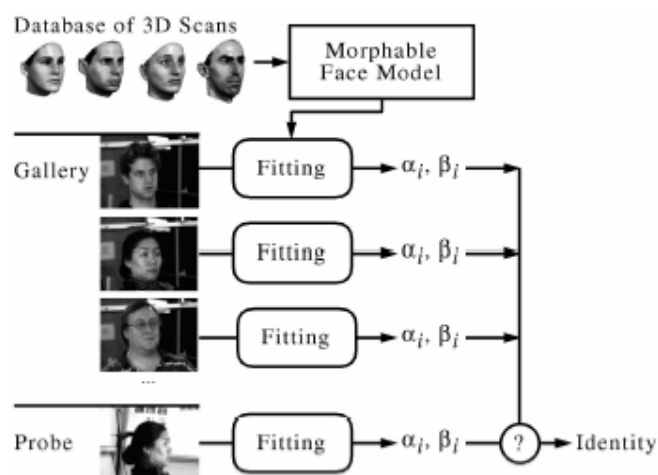 Database of 3D Scans
Morphable
Face Model
Gallery
Fitting
αi, βi
Fitting
αi, βi
Fitting
αi, βi
...
Probe
Fitting
αi, βi
?
Identity